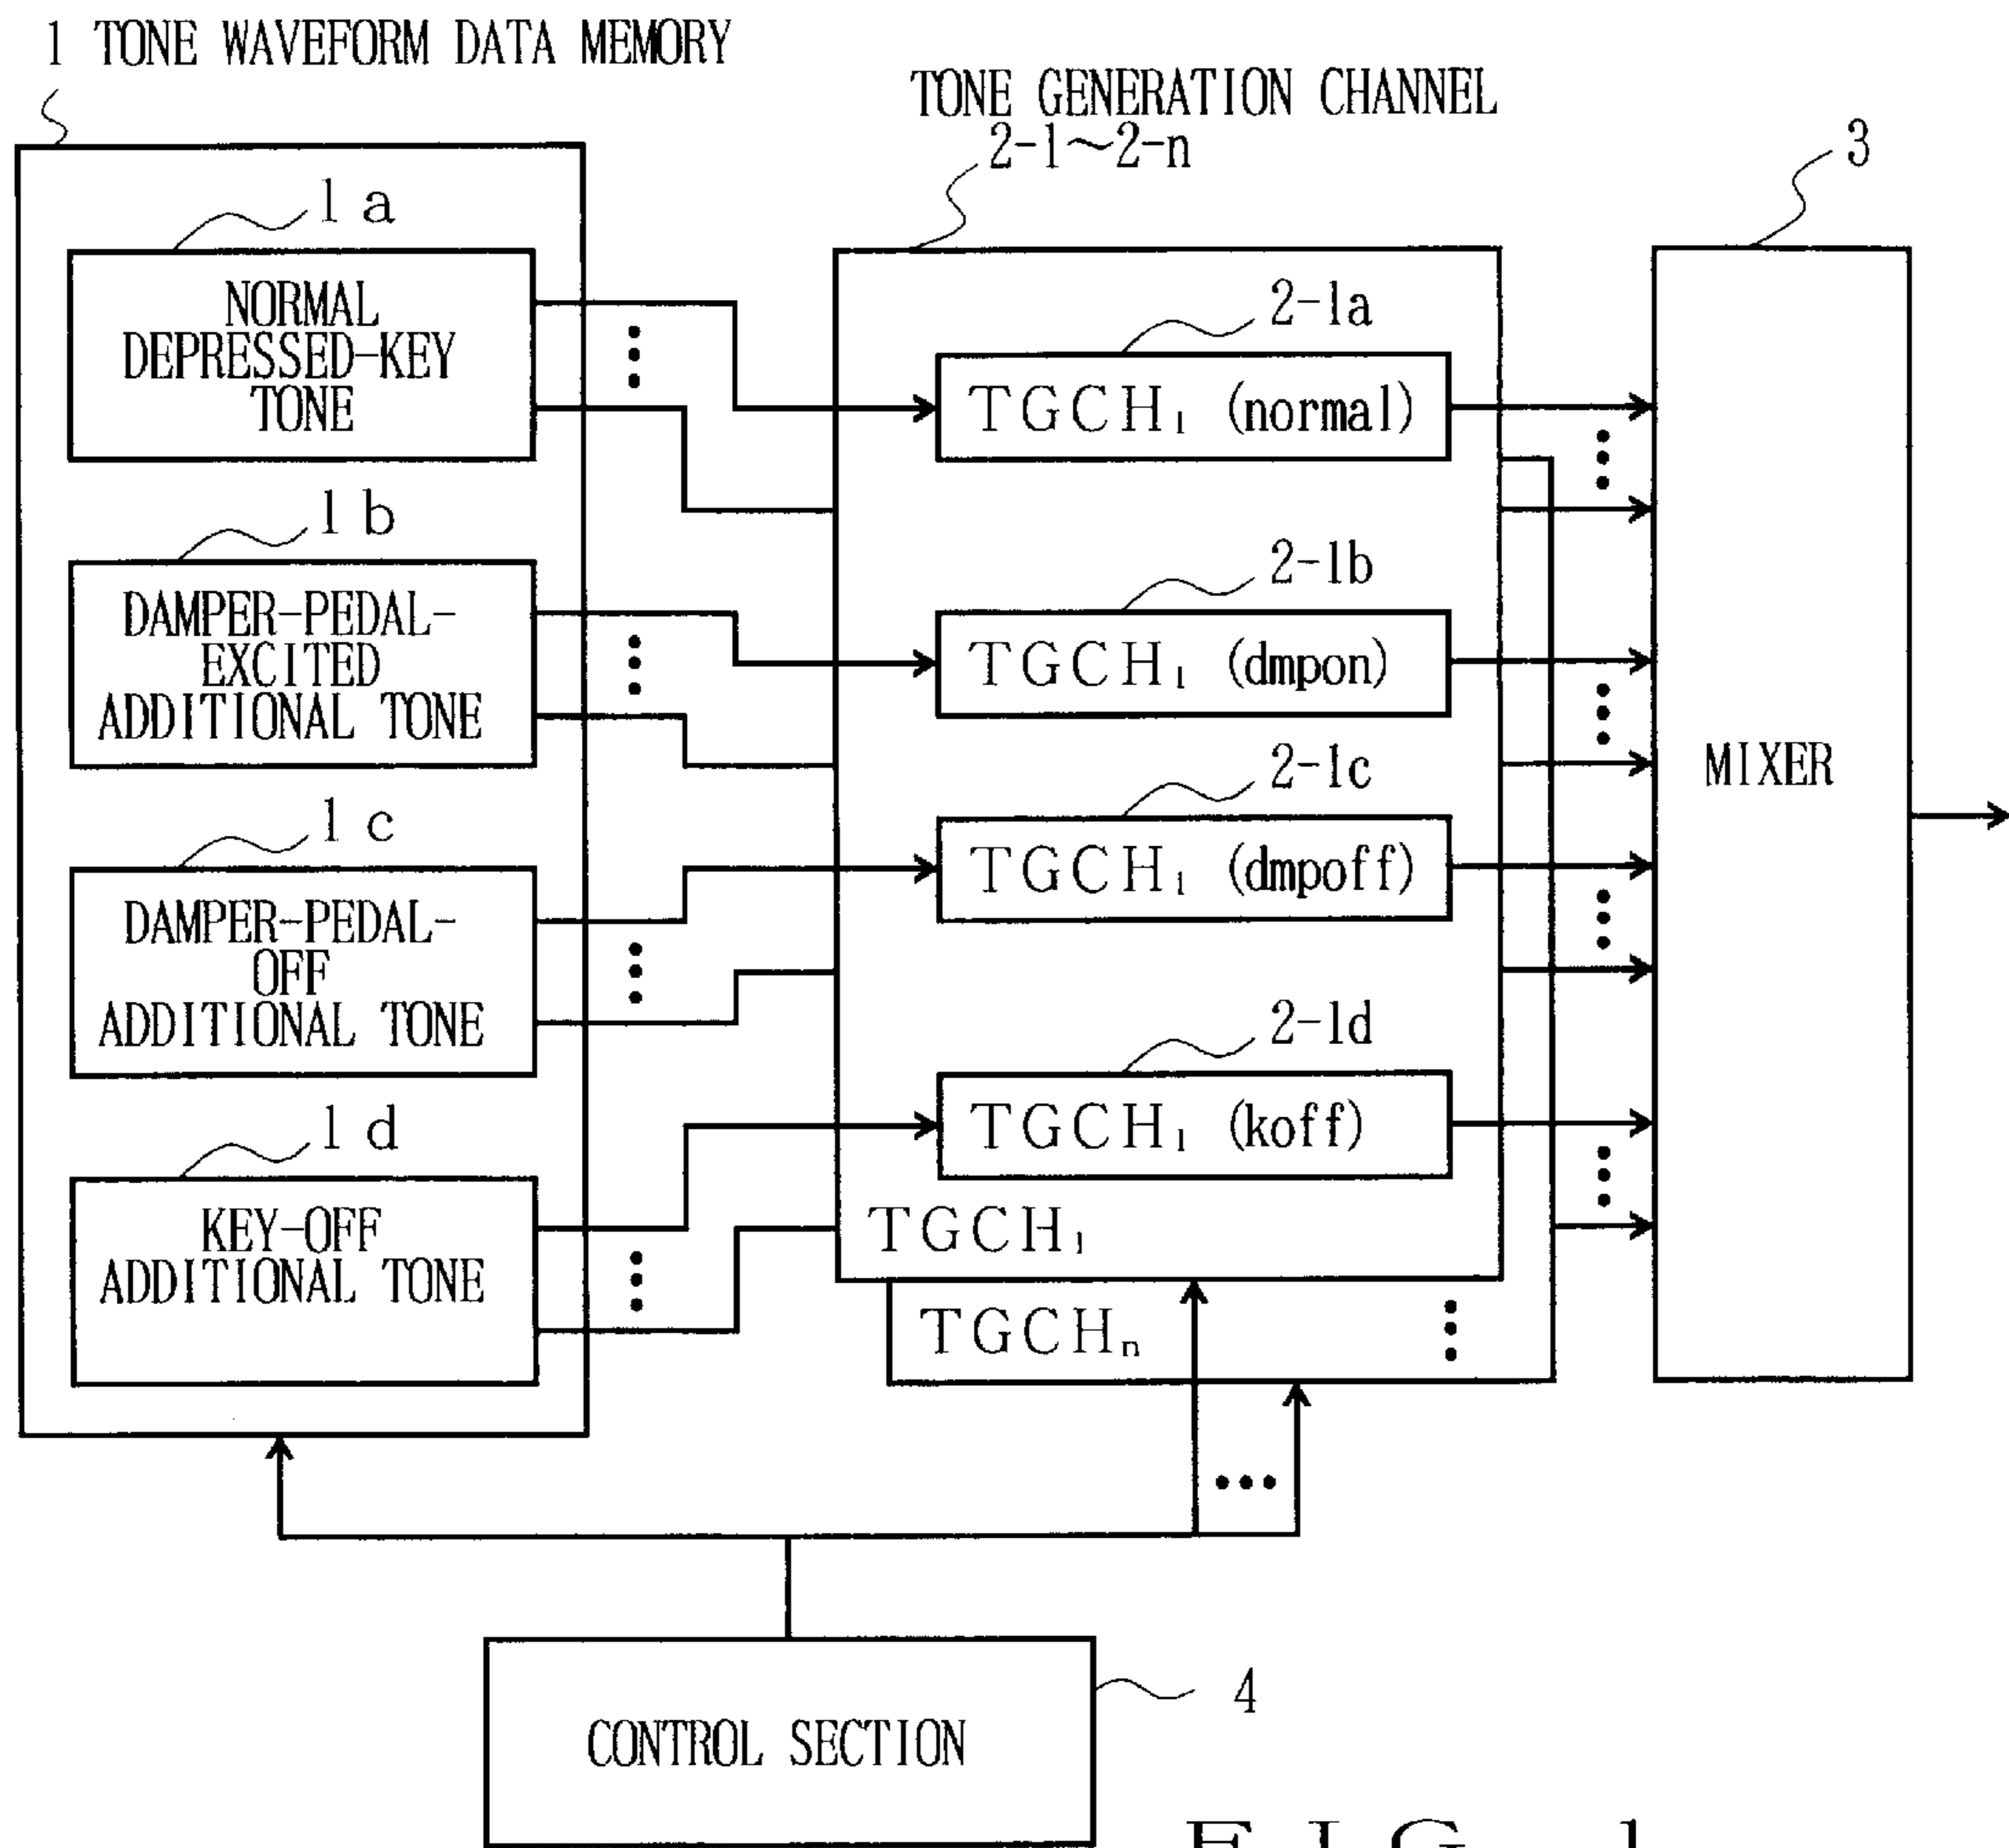 1 TONE WAVEFORM DATA MEMORY
TONE GENERATION CHANNEL
2-1~2-n
3
1a
NORMAL
DEPRESSED-KEY
TONE
2-1a
TGCH₁ (normal)
1b
DAMPER-PEDAL-
EXCITED
ADDITIONAL TONE
2-1b
TGCH₁ (dmpon)
MIXER
1c
DAMPER-PEDAL-
OFF
ADDITIONAL TONE
2-1c
TGCH₁ (dmpoff)
1d
KEY-OFF
ADDITIONAL TONE
2-1d
TGCH₁ (koff)
TGCH₁
TGCHₙ
CONTROL SECTION
4
FIG. 1